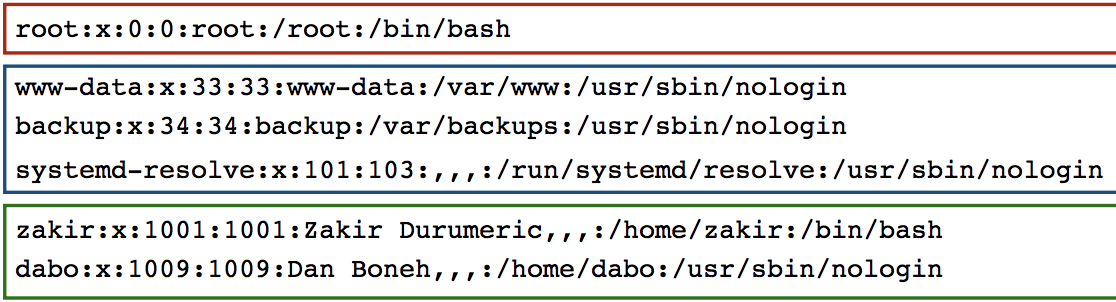 root:x:0:0:root:/root:/bin/bash
www-data:x:33:33:www-data:/var/www:/usr/sbin/nologin
backup:x:34:34:backup:/var/backups:/usr/sbin/nologin
systemd-resolve:x:101:103:,,,:/run/systemd/resolve:/usr/sbin/nologin
zakir:x:1001:1001:Zakir Durumeric,,,:/home/zakir:/bin/bash
dabo:x:1009:1009:Dan Boneh,,,:/home/dabo:/usr/sbin/nologin